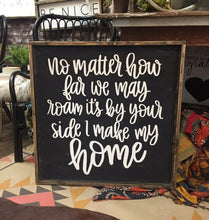 BE NICE
no matter how
far we may
roam it's by your
side I make my
home